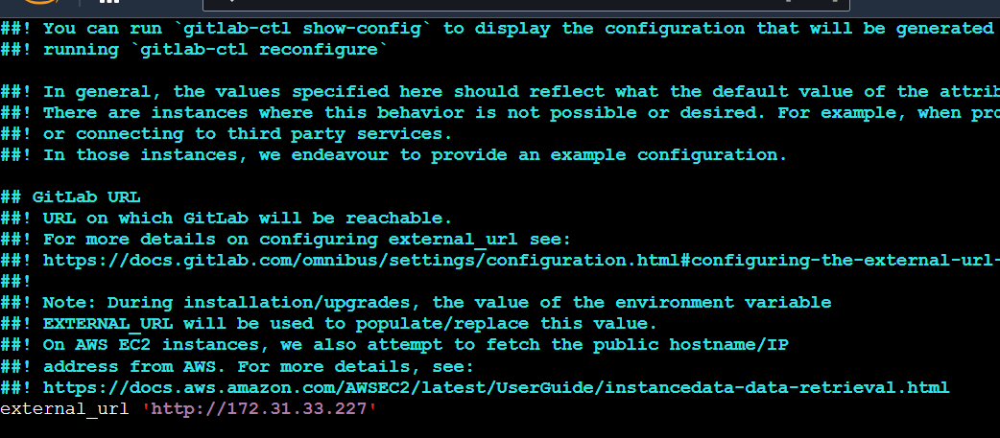 ##! You can run `gitlab-ctl show-config` to display the configuration that will be generated
##! running `gitlab-ctl reconfigure`
##! In general, the values specified here should reflect what the default value of the
##! There are instances where this behavior is not possible or desired. For example, when
##! or connecting to third party services.
##! In those instances, we endeavour to provide an example configuration.
## GitLab URL
##! URL on which GitLab will be reachable.
##! For more details on configuring external_url see:
##! https://docs.gitlab.com/omnibus/settings/configuration.html#configuring-the-external-url-
##!
##! Note: During installation/upgrades, the value of the environment variable
##! EXTERNAL_URL will be used to populate/replace this value.
##! On AWS EC2 instances, we also attempt to fetch the public hostname/IP
##! address from AWS. For more details, see:
##! https://docs.aws.amazon.com/AWSEC2/latest/UserGuide/instancedata-data-retrieval.html
external_url 'http://172.31.33.227'